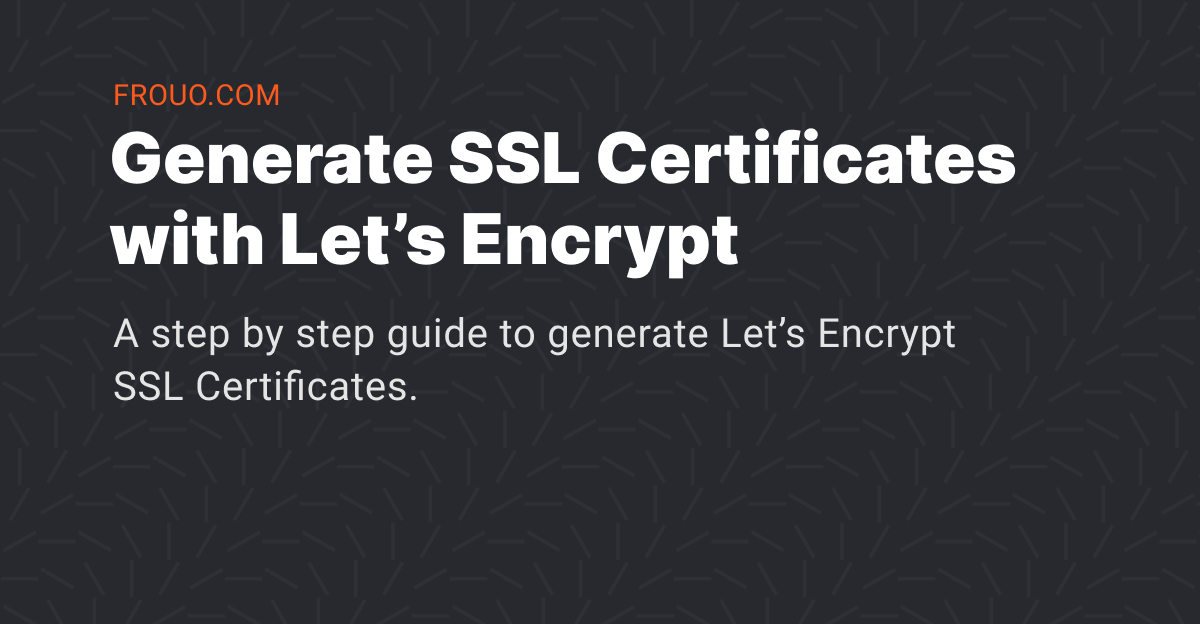 FROUO.COM
Generate SSL Certificates
with Let’s Encrypt
A step by step guide to generate Let’s Encrypt
SSL Certificates.